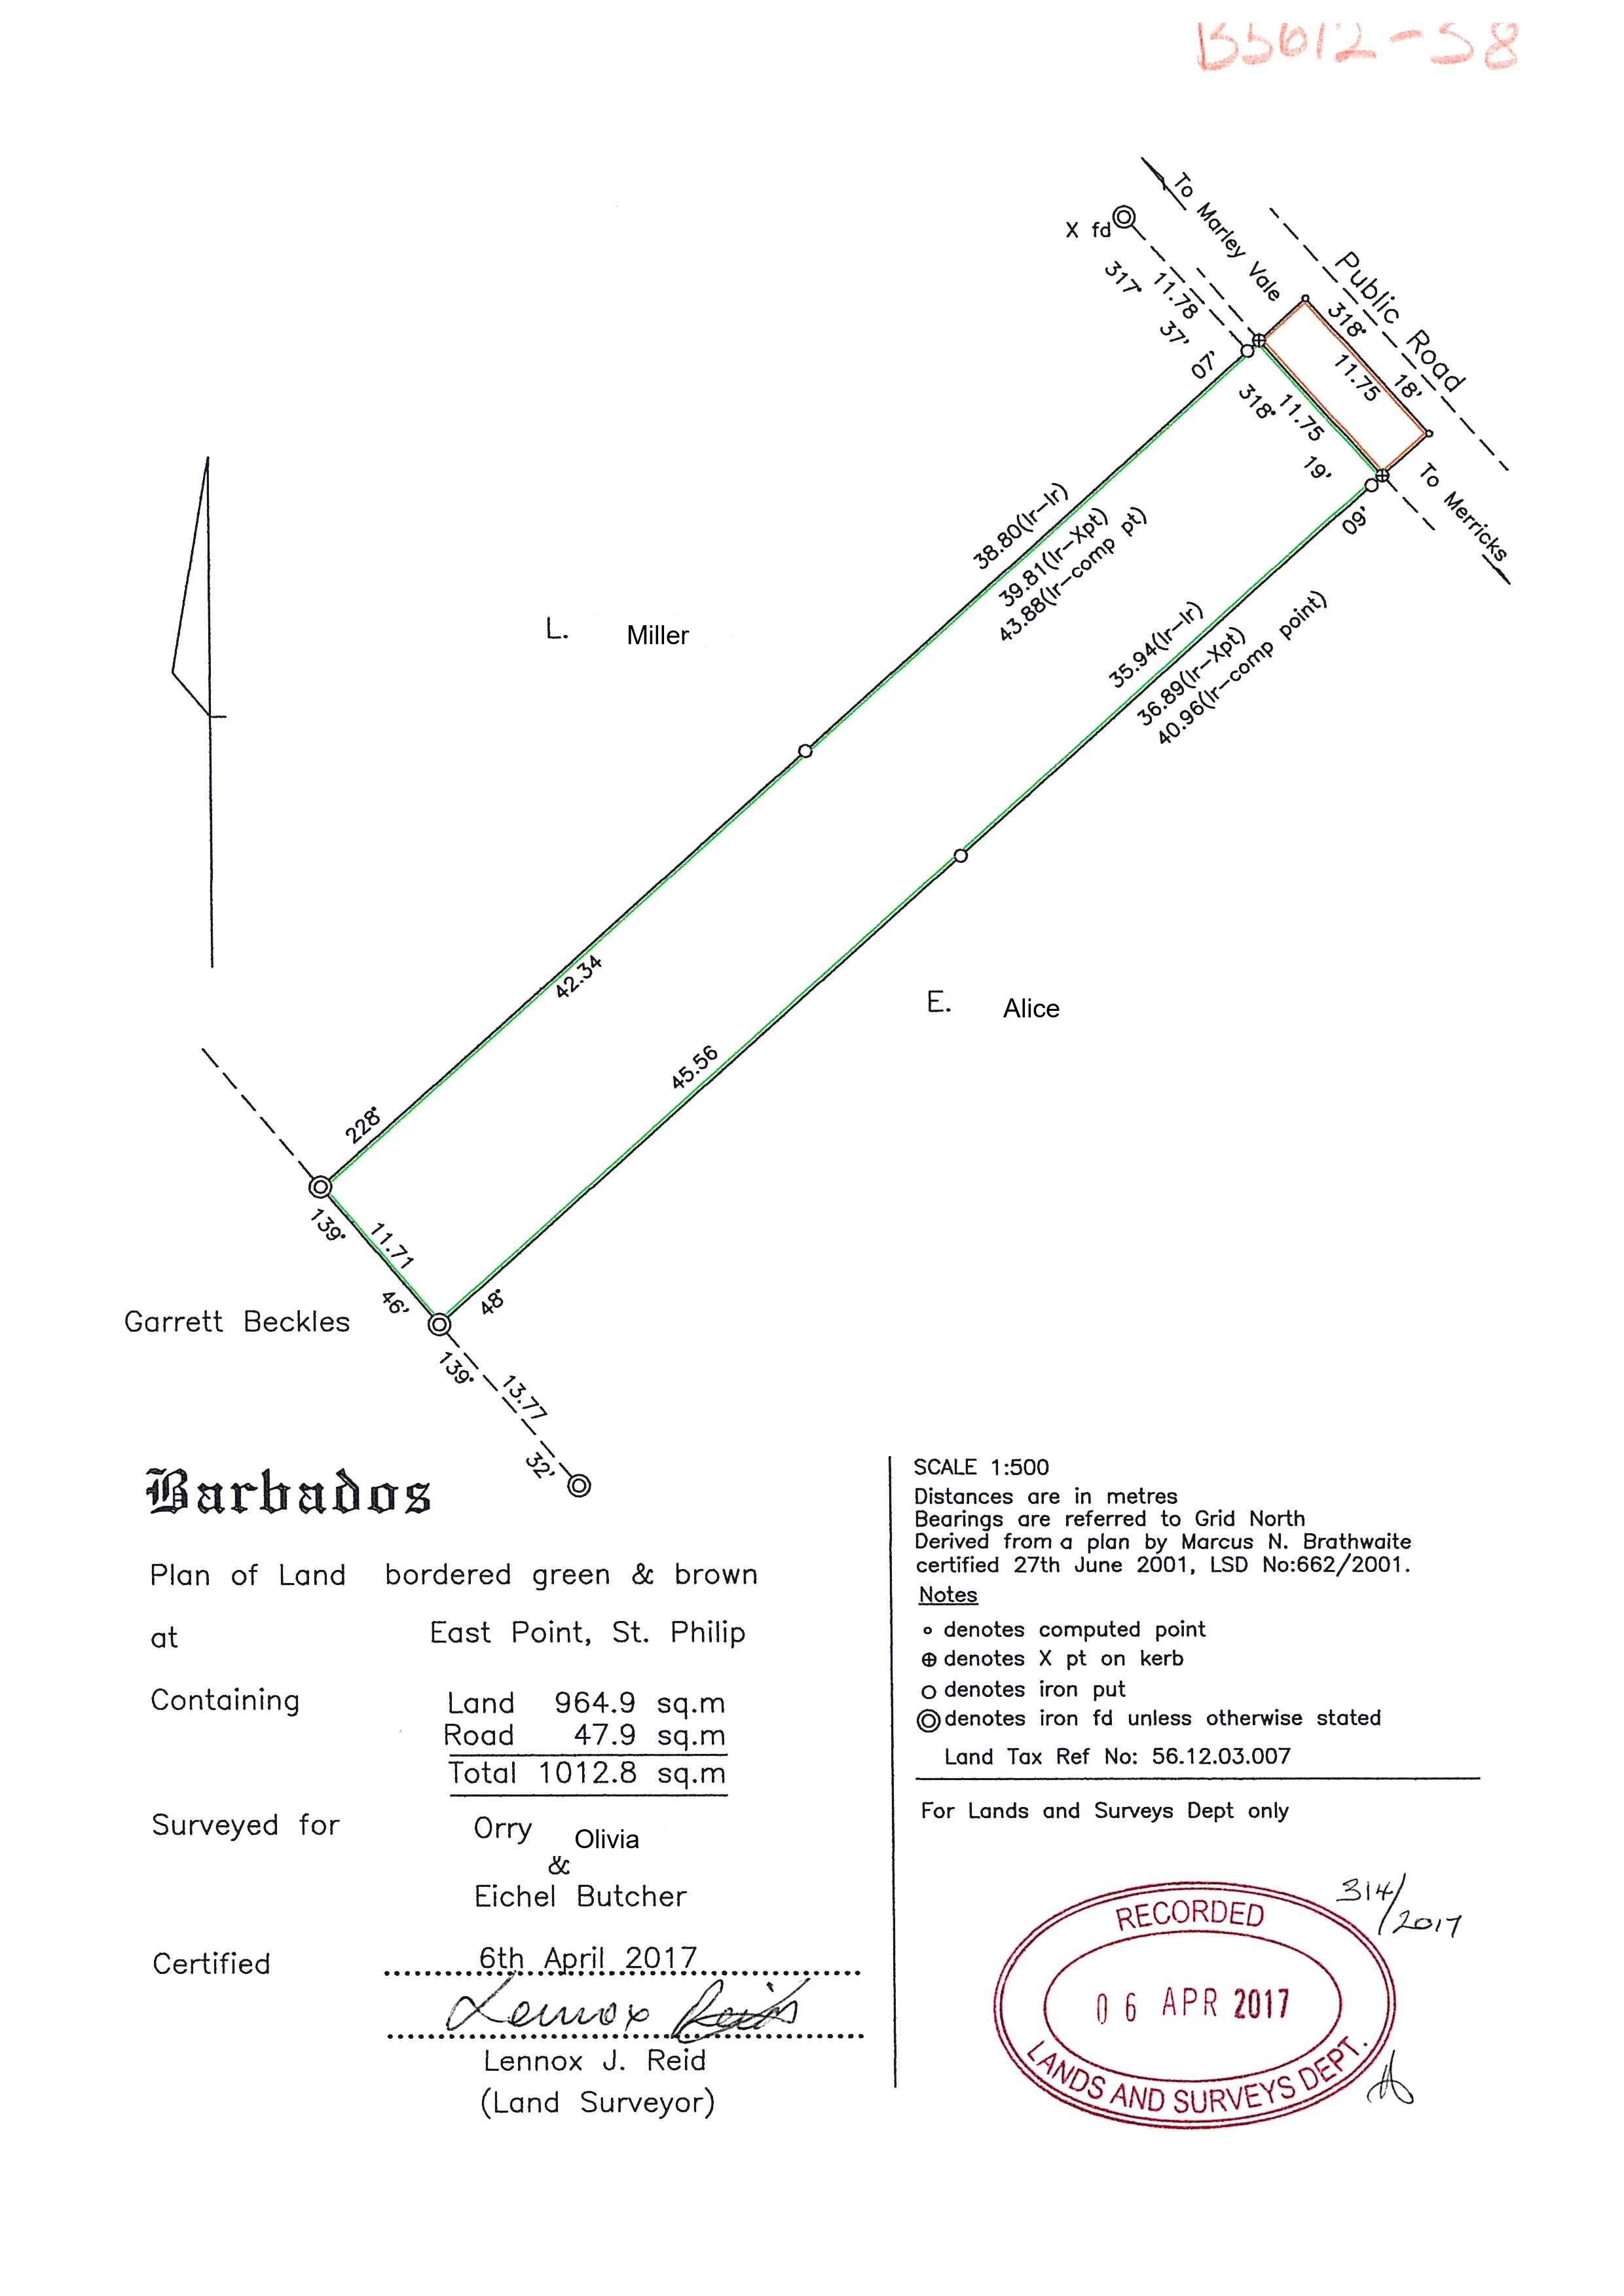 B5612-58
To Marley Vale
X fd
Public Road
317° 37'
11.78
318° 18'
11.75
07'
318° 19'
11.75
To Merricks
09'
38.80(Ir-Ir)
39.81(Ir-Xpt)
43.88(Ir-comp pt)
35.94(Ir-Ir)
36.89(Ir-Xpt)
40.96(Ir-comp point)
L. Miller
42.34
E. Alice
45.56
228°
139° 46'
11.71
48°
Garrett Beckles
139° 32'
13.77
Barbados
Plan of Land bordered green & brown
at East Point, St. Philip
Containing Land 964.9 sq.m
Road 47.9 sq.m
Total 1012.8 sq.m
Surveyed for Orry Olivia
&
Eichel Butcher
Certified 6th April 2017
Lennox Reid
Lennox J. Reid
(Land Surveyor)
SCALE 1:500
Distances are in metres
Bearings are referred to Grid North
Derived from a plan by Marcus N. Brathwaite
certified 27th June 2001, LSD No:662/2001.
Notes
denotes computed point
denotes X pt on kerb
denotes iron put
denotes iron fd unless otherwise stated
Land Tax Ref No: 56.12.03.007
For Lands and Surveys Dept only
314/2017
RECORDED
06 APR 2017
LANDS AND SURVEYS DEPT.